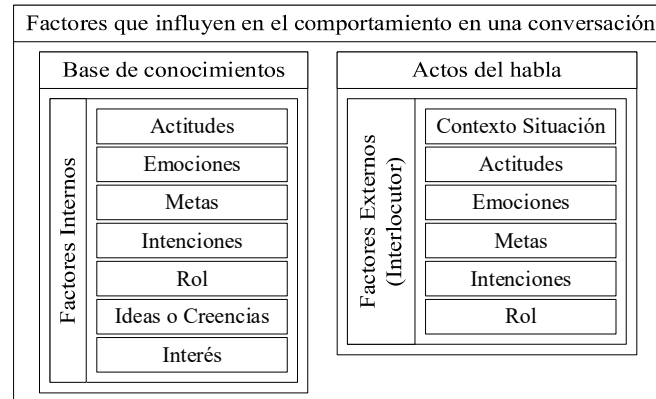 Factores que influyen en el comportamiento en una conversación
Base de conocimientos
Factores Internos
Actitudes
Emociones
Metas
Intenciones
Rol
Ideas o Creencias
Interés
Actos del habla
Factores Externos
(Interlocutor)
Contexto Situación
Actitudes
Emociones
Metas
Intenciones
Rol